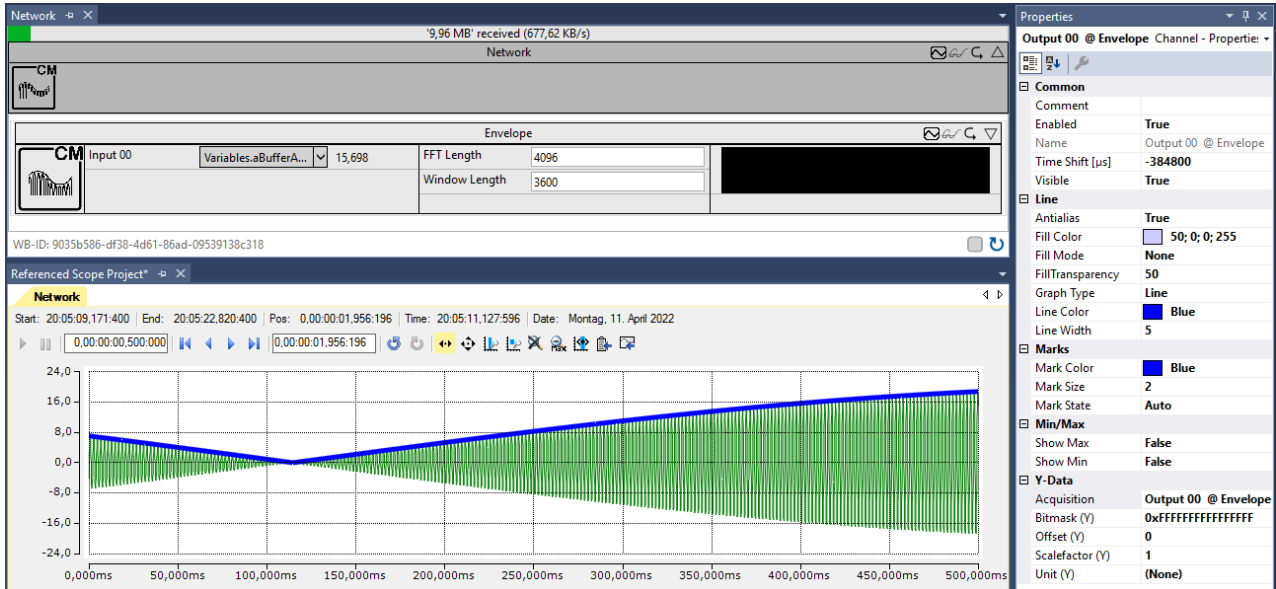 Network
'9,96 MB' received (677,62 KB/s)
Network
CM
Envelope
CM
Input 00
Variables.aBufferA...
15,698
FFT Length
4096
Window Length
3600
WB-ID: 9035b586-df38-4d61-86ad-09539138c318
Referenced Scope Project*
Network
Start: 20:05:09,171:400 End: 20:05:22,820:400 Pos: 0,00:00:01,956:196 Time: 20:05:11,127:596 Date: Montag, 11. April 2022
0,00:00:00,500:000
0,00:00:01,956:196
24,0
16,0
8,0
0,0
-8,0
-16,0
-24,0
0,000ms 50,000ms 100,000ms 150,000ms 200,000ms 250,000ms 300,000ms 350,000ms 400,000ms 450,000ms 500,000ms
Properties
Output 00 @ Envelope Channel - Properties
Common
Comment
Enabled True
Name Output 00 @ Envelope
Time Shift [µs] -384800
Visible True
Line
Antialias True
Fill Color 50; 0; 0; 255
Fill Mode None
FillTransparency 50
Graph Type Line
Line Color Blue
Line Width 5
Marks
Mark Color Blue
Mark Size 2
Mark State Auto
Min/Max
Show Max False
Show Min False
Y-Data
Acquisition Output 00 @ Envelope
Bitmask (Y) 0xFFFFFFFFFFFFFFFF
Offset (Y) 0
Scalefactor (Y) 1
Unit (Y) (None)